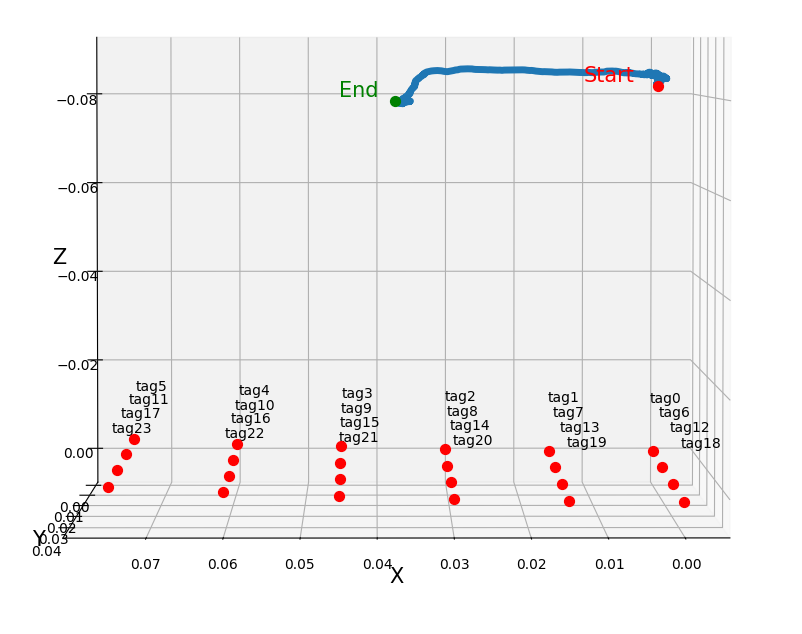 End
Start
−0.08
−0.06
Z
−0.04
−0.02
0.00
tag5
tag11
tag17
tag23
tag4
tag10
tag16
tag22
tag3
tag9
tag15
tag21
tag2
tag8
tag14
tag20
tag1
tag7
tag13
tag19
tag0
tag6
tag12
tag18
0.00
0.01
0.02
0.03
0.04
Y
0.07
0.06
0.05
0.04
0.03
0.02
0.01
0.00
X